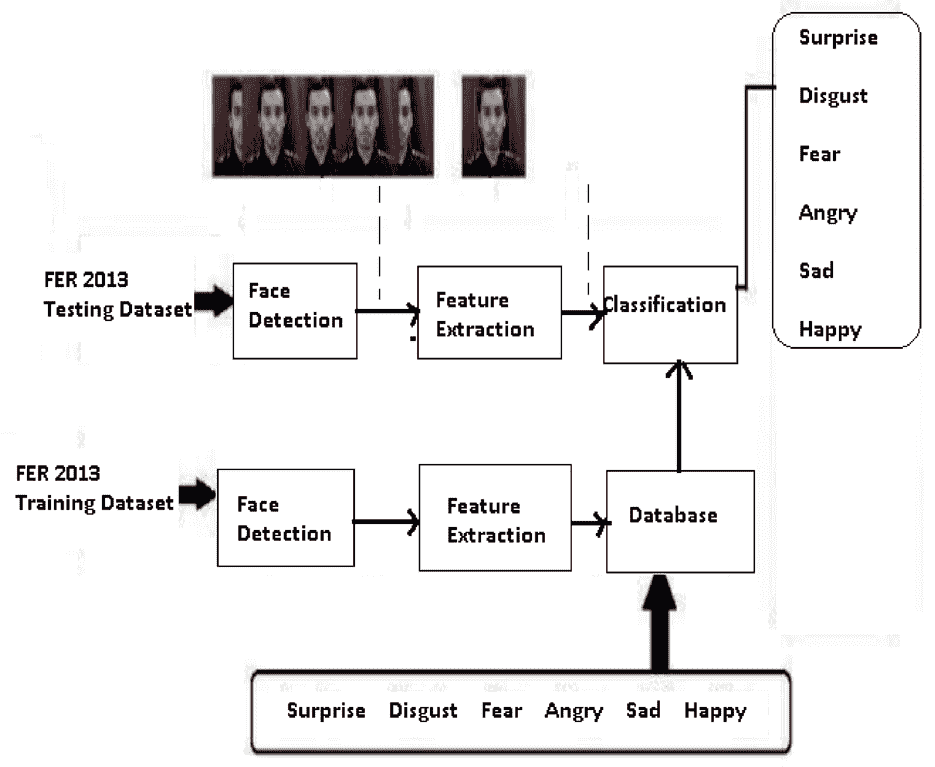 Surprise
Disgust
Fear
Angry
Sad
Happy
FER 2013
Testing Dataset
Face
Detection
Feature
Extraction
Classification
FER 2013
Training Dataset
Face
Detection
Feature
Extraction
Database
Surprise Disgust Fear Angry Sad Happy